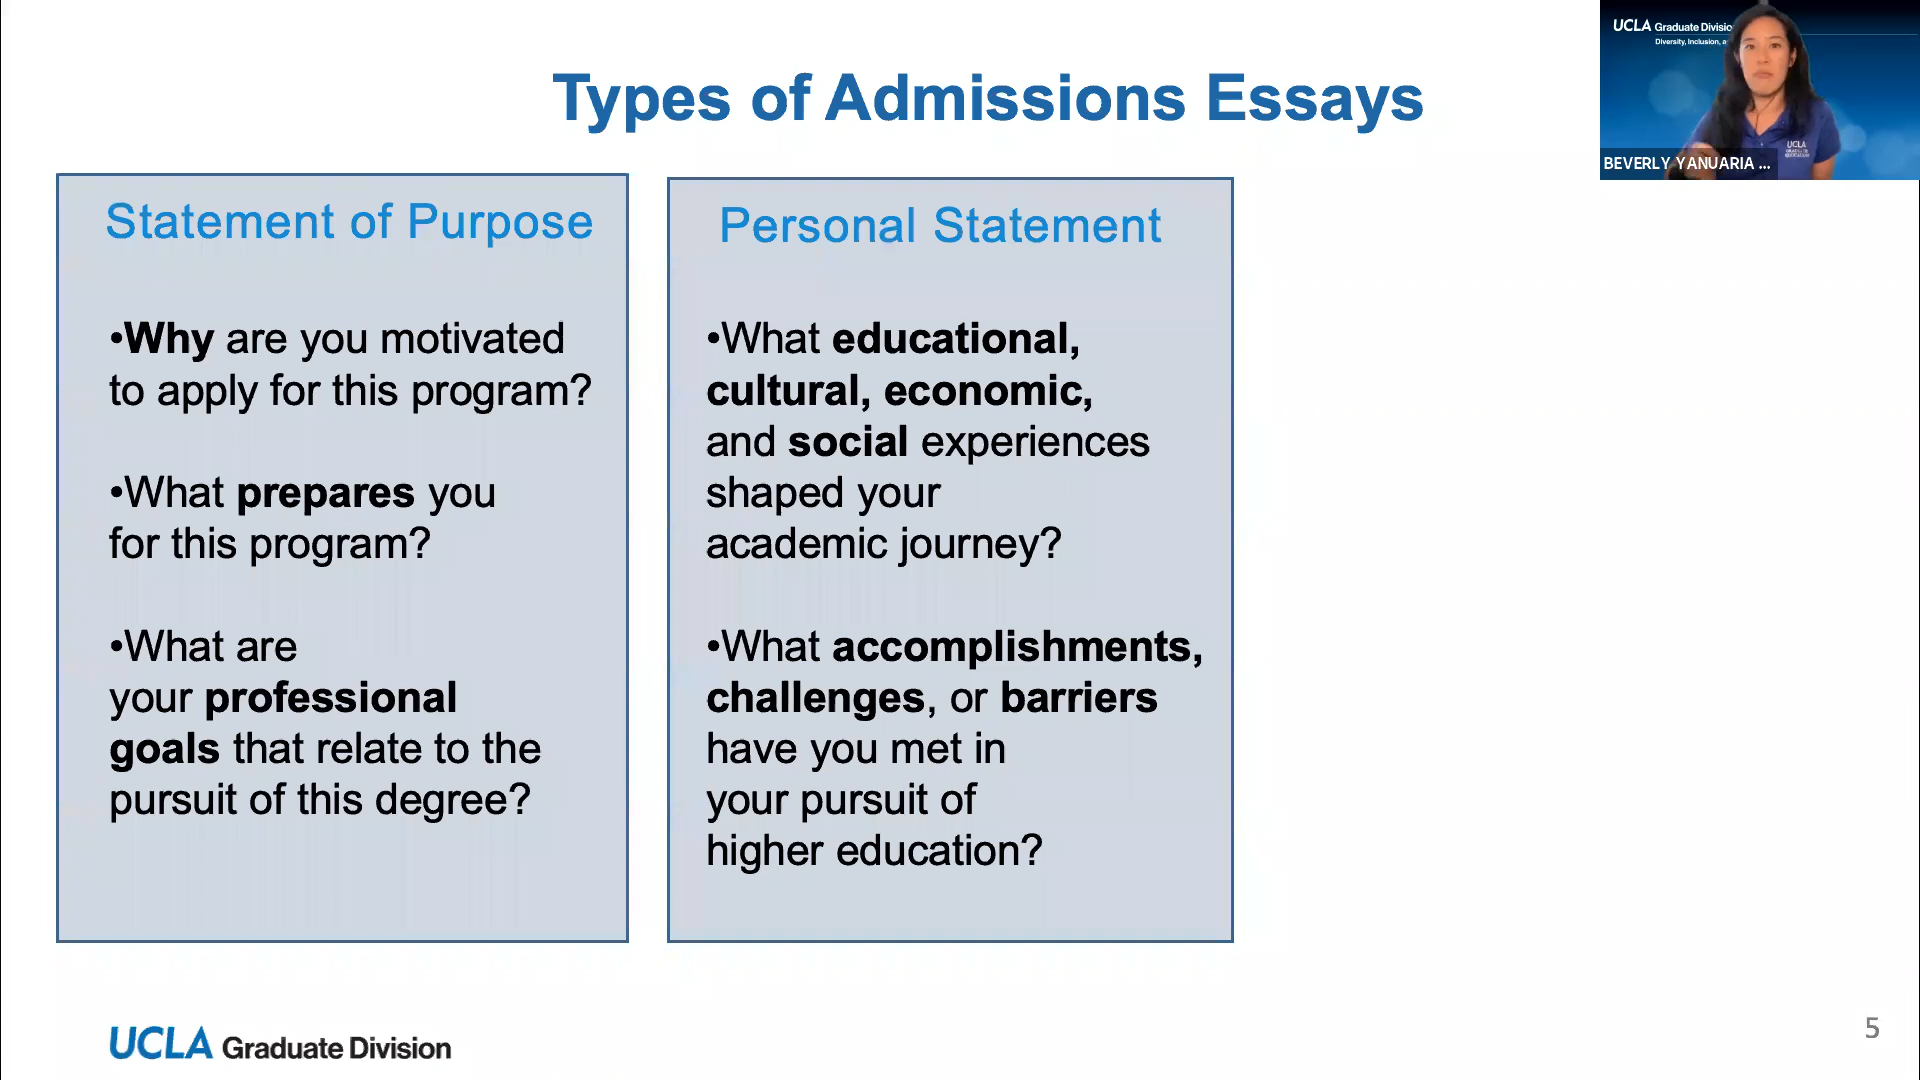 Types of Admissions Essays
UCLA Graduate Divisio
Diversity, Inclusion, a
UCLA
BEVERLY YANUARIA ...
Statement of Purpose
•Why are you motivated
to apply for this program?
•What prepares you
for this program?
•What are
your professional
goals that relate to the
pursuit of this degree?
Personal Statement
•What educational,
cultural, economic,
and social experiences
shaped your
academic journey?
•What accomplishments,
challenges, or barriers
have you met in
your pursuit of
higher education?
UCLA Graduate Division
5